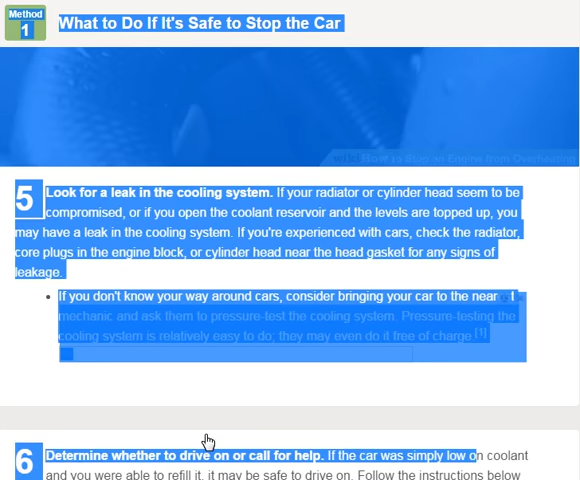 Method
1
What to Do If It's Safe to Stop the Car
wikiHow to Stop an Engine from Overheating
5
Look for a leak in the cooling system. If your radiator or cylinder head seem to be
compromised, or if you open the coolant reservoir and the levels are topped up, you
may have a leak in the cooling system. If you're experienced with cars, check the radiator,
core plugs in the engine block, or cylinder head near the head gasket for any signs of
leakage.
• If you don't know your way around cars, consider bringing your car to the near
mechanic and ask them to pressure-test the cooling system. Pressure-testing the
cooling system is relatively easy to do; they may even do it free of charge.[1]
6
Determine whether to drive on or call for help. If the car was simply low on coolant
and you were able to refill it, it may be safe to drive on. Follow the instructions below